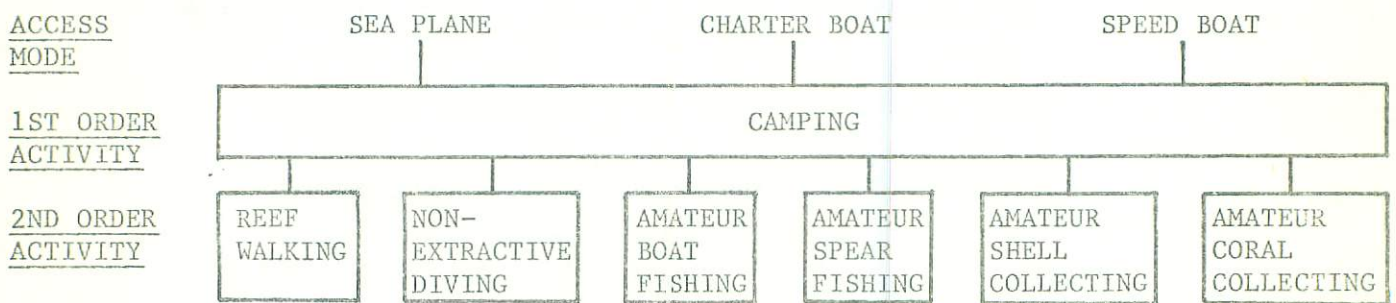 ACCESS MODE
SEA PLANE
CHARTER BOAT
SPEED BOAT
1ST ORDER ACTIVITY
CAMPING
2ND ORDER ACTIVITY
REEF
WALKING
NON-
EXTRACTIVE
DIVING
AMATEUR
BOAT
FISHING
AMATEUR
SPEAR
FISHING
AMATEUR
SHELL
COLLECTING
AMATEUR
CORAL
COLLECTING